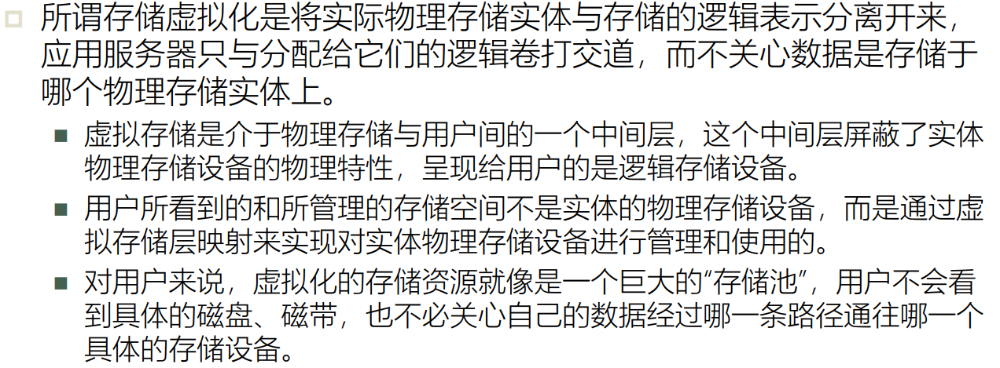 所谓存储虚拟化是将实际物理存储实体与存储的逻辑表示分离开来，
应用服务器只与分配给它们的逻辑卷打交道，而不关心数据是存储于
哪个物理存储实体上。
虚拟存储是介于物理存储与用户间的一个中间层，这个中间层屏蔽了实体
物理存储设备的物理特性，呈现给用户的是逻辑存储设备。
用户所看到的和所管理的存储空间不是实体的物理存储设备，而是通过虚
拟存储层映射来实现对实体物理存储设备进行管理和使用的。
对用户来说，虚拟化的存储资源就像是一个巨大的“存储池”，用户不会看
到具体的磁盘、磁带，也不必关心自己的数据经过哪一条路径通往哪一个
具体的存储设备。